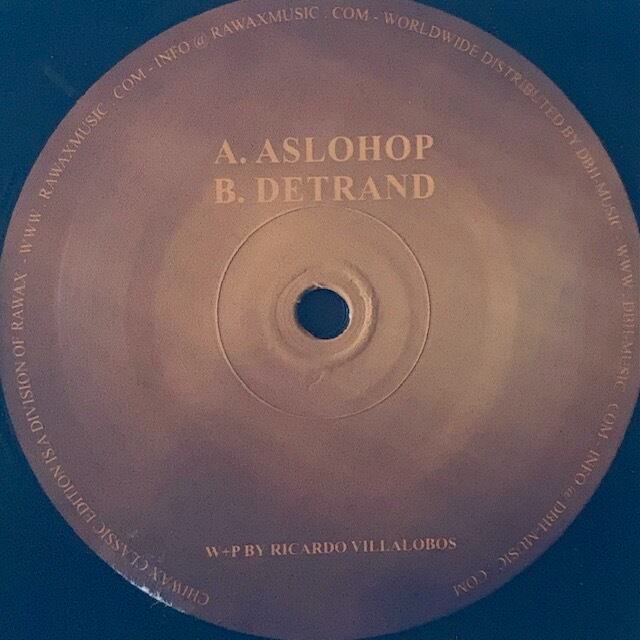 A. ASLOHOP
B. DETRAND
W+P BY RICARDO VILLALOBOS
CHIWAX CLASSIC EDITION IS A DIVISION OF RAWAX - WWW . RAWAXMUSIC . COM - INFO @ RAWAXMUSIC . COM - WORLDWIDE DISTRIBUTED BY DBH-MUSIC - WWW . DBH-MUSIC . COM - INFO @ DBH-MUSIC . COM